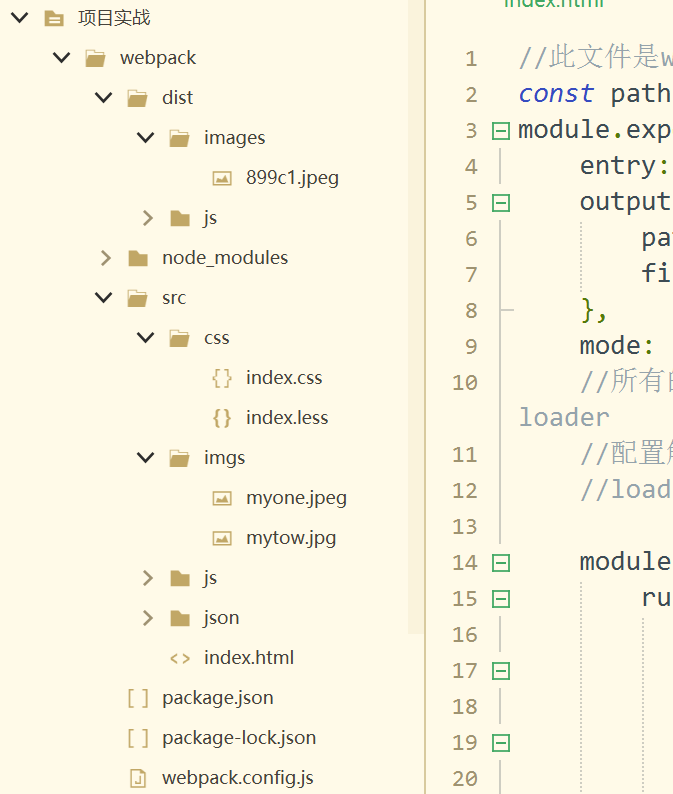 项目实战
webpack
dist
images
899c1.jpeg
js
node_modules
src
css
index.css
index.less
imgs
myone.jpeg
mytow.jpg
js
json
index.html
package.json
package-lock.json
webpack.config.js
index.html
1 //此文件是w
2 const path
3 module.exp
4 entry:
5 output
6 pa
7 fi
8 },
9 mode:
10 //所有的
loader
11 //配置解
12 //load
13
14 module
15 ru
16
17
18
19
20